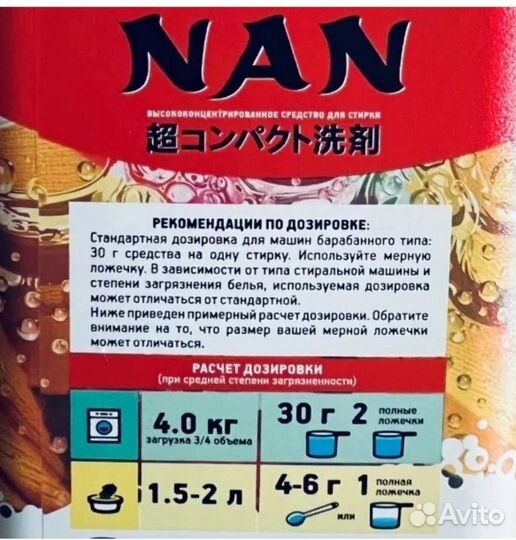 NAN
ВЫСОКОКОНЦЕНТРИРОВАННОЕ СРЕДСТВО ДЛЯ СТИРКИ
超コンパクト洗剤
РЕКОМЕНДАЦИИ ПО ДОЗИРОВКЕ:
Стандартная дозировка для машин барабанного типа:
30 г средства на одну стирку. Используйте мерную
ложечку. В зависимости от типа стиральной машины и
степени загрязнения белья, используемая дозировка
может отличаться от стандартной.
Ниже приведен примерный расчет дозировки. Обратите
внимание на то, что размер вашей мерной ложечки
может отличаться.
РАСЧЕТ ДОЗИРОВКИ
(при средней степени загрязненности)
4.0 кг 30 г 2 полные ложечки
загрузка 3/4 объема
1.5-2 л 4-6 г 1 полная ложечка
или
Avito